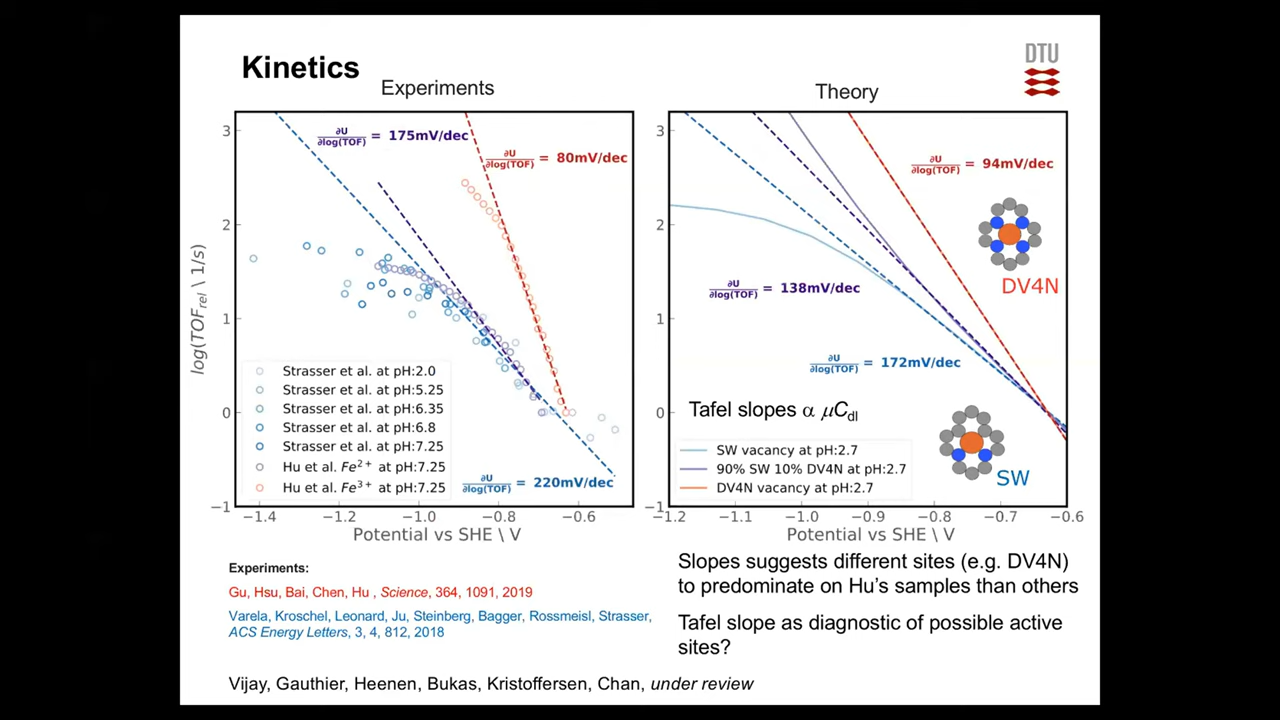 Kinetics
DTU
Experiments
Theory
∂U/∂log(TOF) = 175mV/dec
∂U/∂log(TOF) = 80mV/dec
∂U/∂log(TOF) = 220mV/dec
log(TOF_rel \ 1/s)
3
2
1
0
−1
Strasser et al. at pH:2.0
Strasser et al. at pH:5.25
Strasser et al. at pH:6.35
Strasser et al. at pH:6.8
Strasser et al. at pH:7.25
Hu et al. Fe²⁺ at pH:7.25
Hu et al. Fe³⁺ at pH:7.25
−1.4 −1.2 −1.0 −0.8 −0.6
Potential vs SHE \ V
∂U/∂log(TOF) = 94mV/dec
DV4N
∂U/∂log(TOF) = 138mV/dec
∂U/∂log(TOF) = 172mV/dec
Tafel slopes α μC_dl
SW
3
2
1
0
−1
SW vacancy at pH:2.7
90% SW 10% DV4N at pH:2.7
DV4N vacancy at pH:2.7
−1.2 −1.1 −1.0 −0.9 −0.8 −0.7 −0.6
Potential vs SHE \ V
Experiments:
Gu, Hsu, Bai, Chen, Hu , Science, 364, 1091, 2019
Varela, Kroschel, Leonard, Ju, Steinberg, Bagger, Rossmeisl, Strasser,
ACS Energy Letters, 3, 4, 812, 2018
Slopes suggests different sites (e.g. DV4N)
to predominate on Hu's samples than others
Tafel slope as diagnostic of possible active
sites?
Vijay, Gauthier, Heenen, Bukas, Kristoffersen, Chan, under review